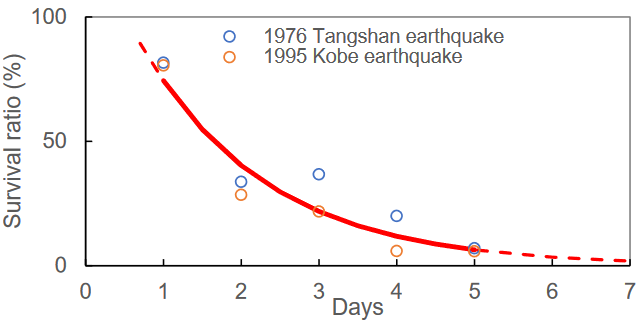 100
1976 Tangshan earthquake
1995 Kobe earthquake
Survival ratio (%)
50
0
0 1 2 3 4 5 6 7
Days